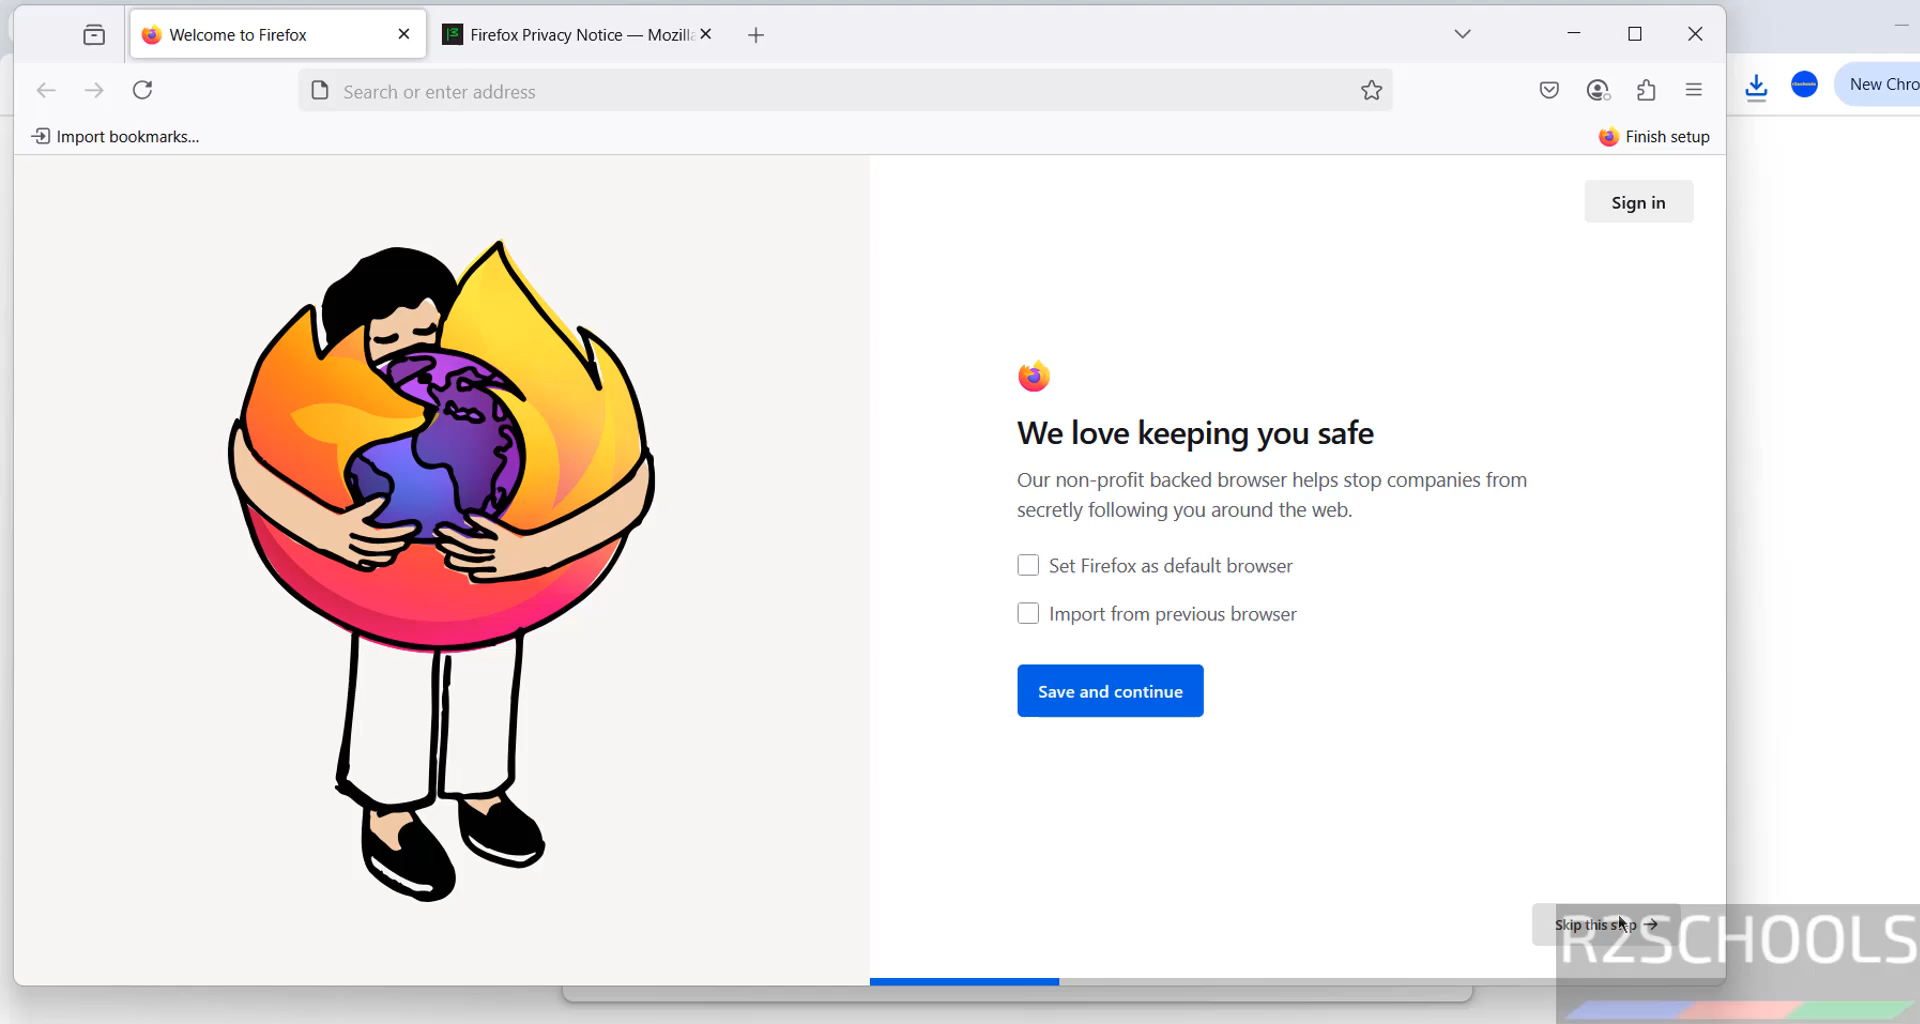 Welcome to Firefox
Firefox Privacy Notice — Mozill
Search or enter address
New Chro
Import bookmarks...
Finish setup
Sign in
We love keeping you safe
Our non-profit backed browser helps stop companies from
secretly following you around the web.
Set Firefox as default browser
Import from previous browser
Save and continue
Skip this step
R2SCHOOLS